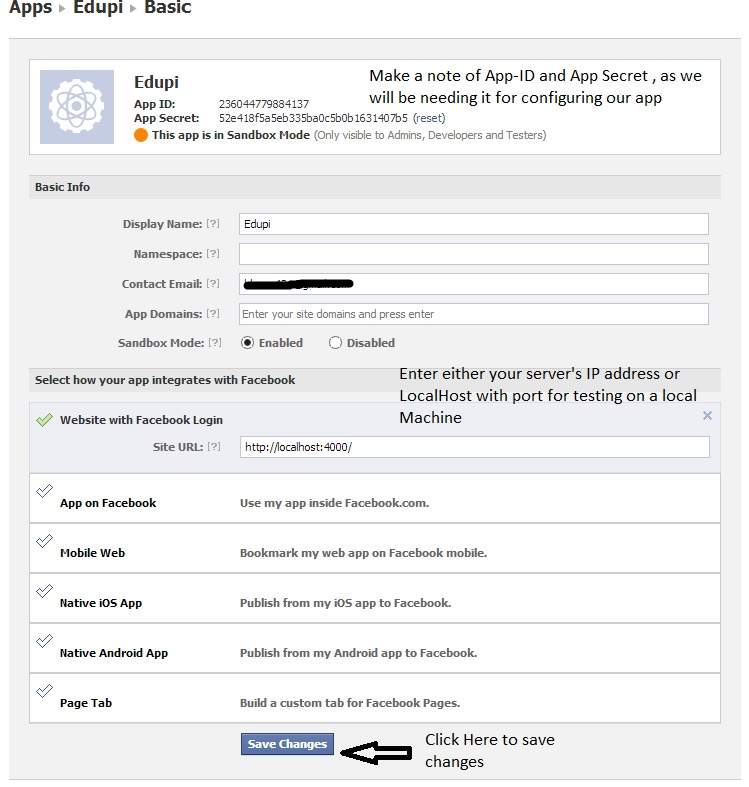 Apps ▸ Edupi ▸ Basic
Edupi
App ID: 236044779884137
App Secret: 52e418f5a5eb335ba0c5b0b1631407b5 (reset)
This app is in Sandbox Mode (Only visible to Admins, Developers and Testers)
Make a note of App-ID and App Secret , as we
will be needing it for configuring our app
Basic Info
Display Name: [?] Edupi
Namespace: [?]
Contact Email: [?]
App Domains: [?] Enter your site domains and press enter
Sandbox Mode: [?] Enabled Disabled
Select how your app integrates with Facebook
Enter either your server's IP address or
LocalHost with port for testing on a local
Machine
Website with Facebook Login
Site URL: [?] http://localhost:4000/
App on Facebook Use my app inside Facebook.com.
Mobile Web Bookmark my web app on Facebook mobile.
Native iOS App Publish from my iOS app to Facebook.
Native Android App Publish from my Android app to Facebook.
Page Tab Build a custom tab for Facebook Pages.
Save Changes
Click Here to save
changes